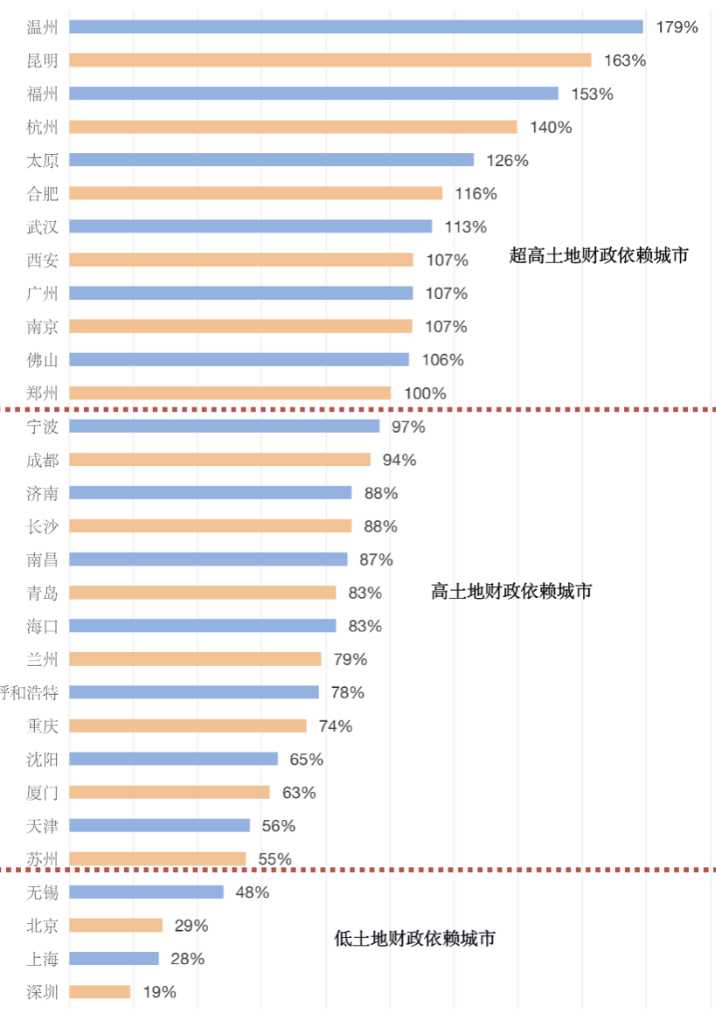 温州 179%
昆明 163%
福州 153%
杭州 140%
太原 126%
合肥 116%
武汉 113%
超高土地财政依赖城市
西安 107%
广州 107%
南京 107%
佛山 106%
郑州 100%
宁波 97%
成都 94%
济南 88%
长沙 88%
南昌 87%
青岛 83%
高土地财政依赖城市
海口 83%
兰州 79%
呼和浩特 78%
重庆 74%
沈阳 65%
厦门 63%
天津 56%
苏州 55%
无锡 48%
北京 29%
低土地财政依赖城市
上海 28%
深圳 19%